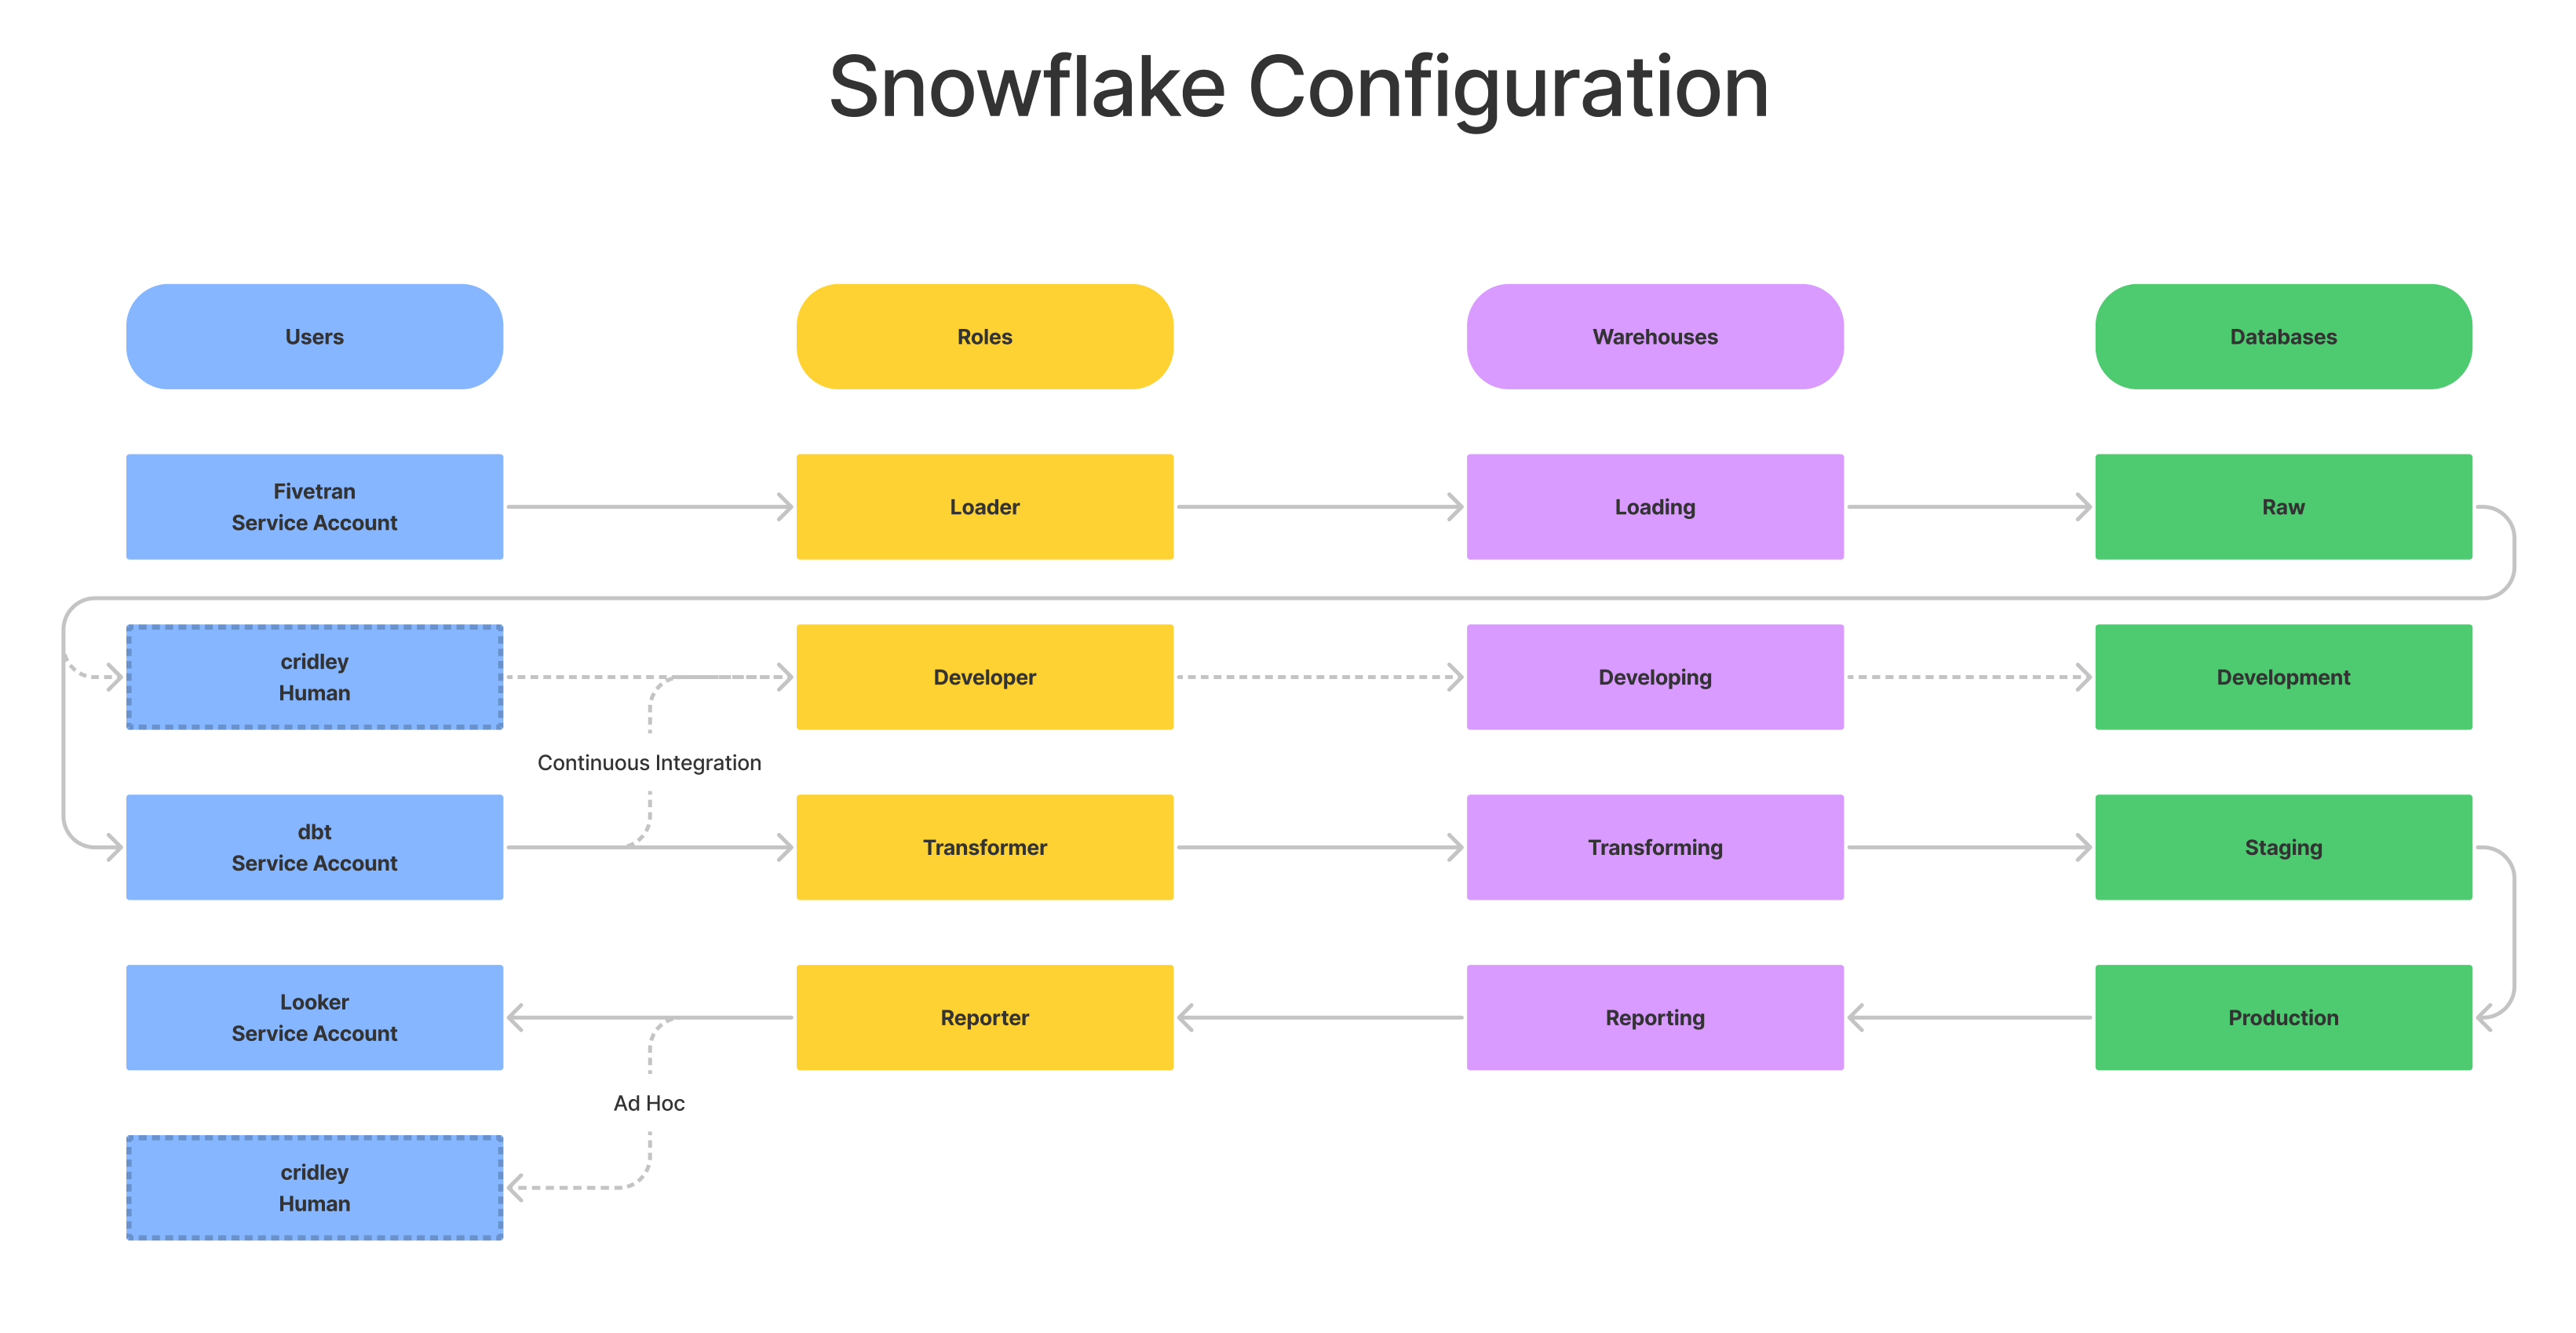 Snowflake Configuration
Users
Roles
Warehouses
Databases
Fivetran
Service Account
Loader
Loading
Raw
cridley
Human
Developer
Developing
Development
Continuous Integration
dbt
Service Account
Transformer
Transforming
Staging
Looker
Service Account
Reporter
Reporting
Production
Ad Hoc
cridley
Human